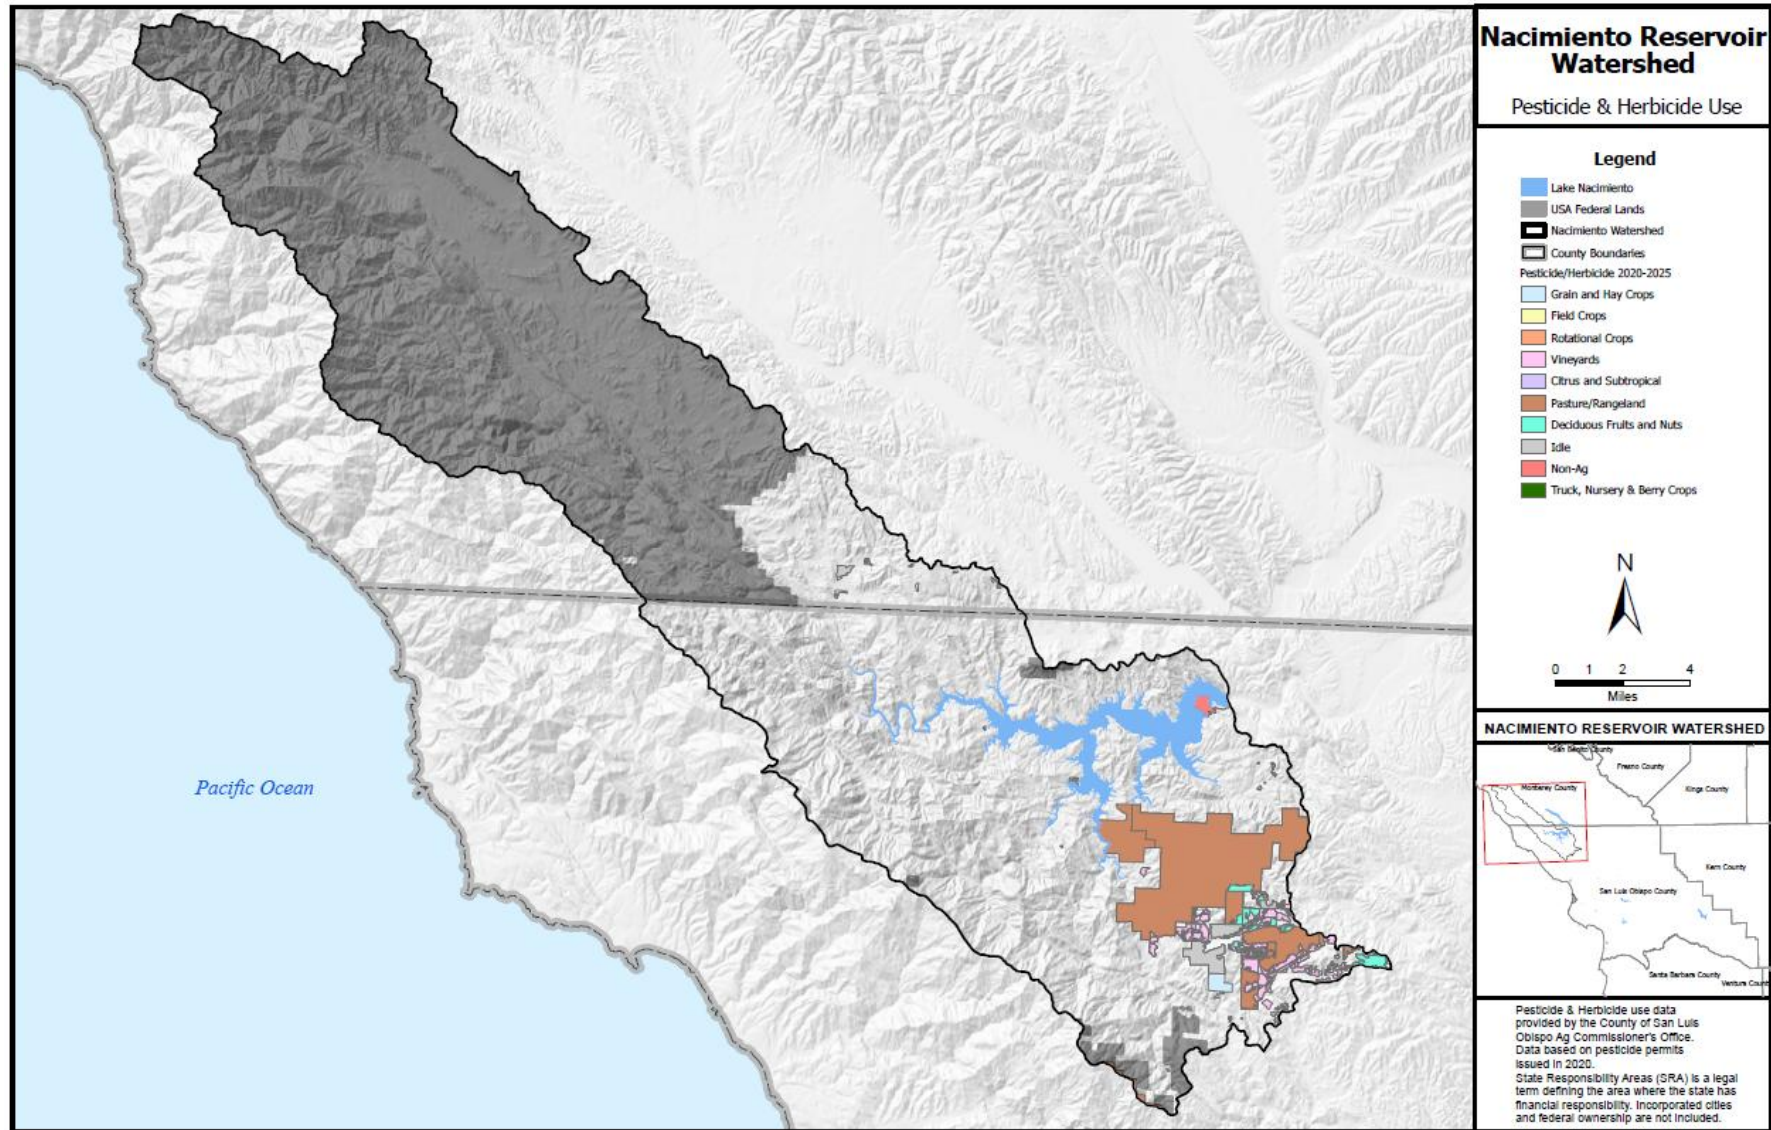 Nacimiento Reservoir
Watershed
Pesticide & Herbicide Use
Legend
Lake Nacimiento
USA Federal Lands
Nacimiento Watershed
County Boundaries
Pesticide/Herbicide 2020-2025
Grain and Hay Crops
Field Crops
Rotational Crops
Vineyards
Citrus and Subtropical
Pasture/Rangeland
Deciduous Fruits and Nuts
Idle
Non-Ag
Truck, Nursery & Berry Crops
N
0 1 2 4
Miles
Pacific Ocean
NACIMIENTO RESERVOIR WATERSHED
San Benito County
Fresno County
Monterey County
Kings County
Kern County
San Luis Obispo County
Santa Barbara County
Ventura Count
Pesticide & Herbicide use data
provided by the County of San Luis
Obispo Ag Commissioner's Office.
Data based on pesticide permits
issued in 2020.
State Responsibility Areas (SRA) is a legal
term defining the area where the state has
financial responsibility. Incorporated cities
and federal ownership are not included.